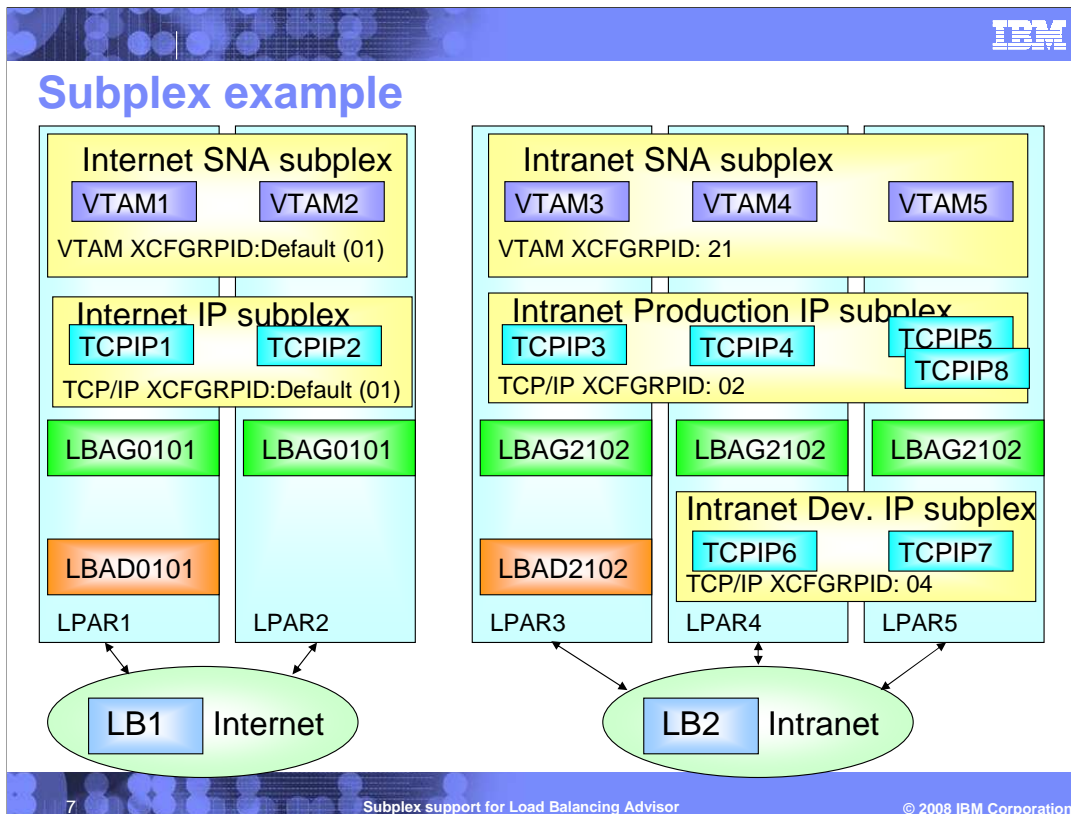 IBM
Subplex example
Internet SNA subplex
VTAM1 VTAM2
VTAM XCFGRPID:Default (01)
Internet IP subplex
TCPIP1 TCPIP2
TCP/IP XCFGRPID:Default (01)
LBAG0101 LBAG0101
LBAD0101
LPAR1 LPAR2
LB1 Internet
Intranet SNA subplex
VTAM3 VTAM4 VTAM5
VTAM XCFGRPID: 21
Intranet Production IP subplex
TCPIP3 TCPIP4 TCPIP5
TCPIP8
TCP/IP XCFGRPID: 02
LBAG2102 LBAG2102 LBAG2102
Intranet Dev. IP subplex
TCPIP6 TCPIP7
TCP/IP XCFGRPID: 04
LBAD2102
LPAR3 LPAR4 LPAR5
LB2 Intranet
7 Subplex support for Load Balancing Advisor © 2008 IBM Corporation